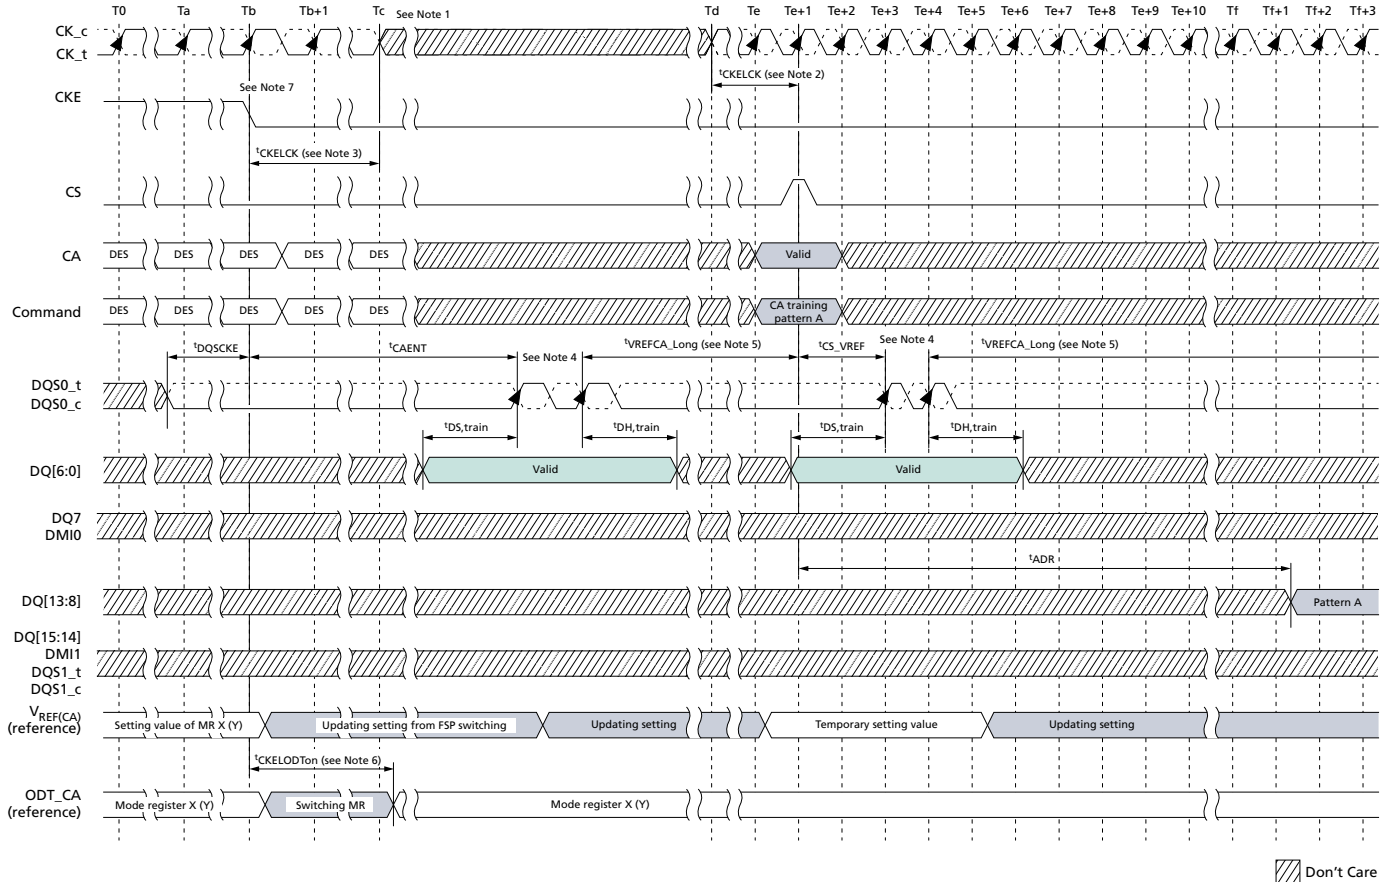 T0 Ta Tb Tb+1 Tc See Note 1 Td Te Te+1 Te+2 Te+3 Te+4 Te+5 Te+6 Te+7 Te+8 Te+9 Te+10 Tf Tf+1 Tf+2 Tf+3
CK_c
CK_t
tCKELCK (see Note 2)
CKE
See Note 7
tCKELCK (see Note 3)
CS
CA DES DES DES DES DES Valid
Command DES DES DES DES DES CA training
pattern A
tDQSCKE tCAENT See Note 4 tVREFCA_Long (see Note 5) tCS_VREF See Note 4 tVREFCA_Long (see Note 5)
DQS0_t
DQS0_c
tDS,train tDH,train tDS,train tDH,train
DQ[6:0] Valid Valid
DQ7
DMI0
tADR
DQ[13:8] Pattern A
DQ[15:14]
DMI1
DQS1_t
DQS1_c
VREF(CA)
(reference) Setting value of MR X (Y) Updating setting from FSP switching Updating setting Temporary setting value Updating setting
tCKELODTon (see Note 6)
ODT_CA
(reference) Mode register X (Y) Switching MR Mode register X (Y)
Don't Care